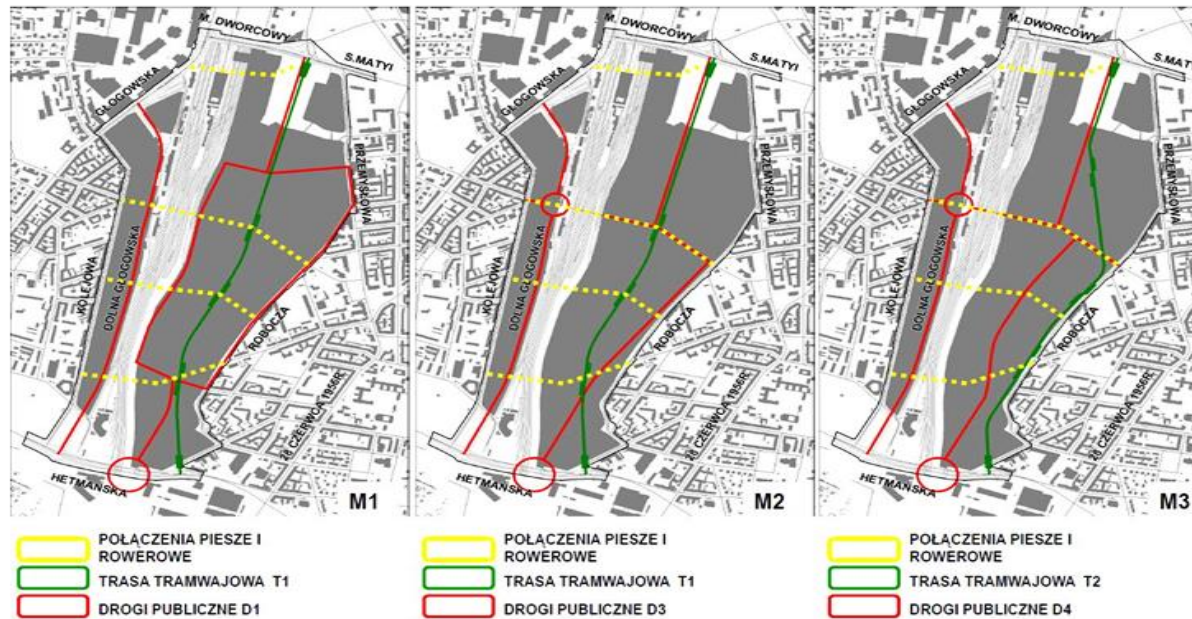 M. DWORCOWY
S.MATYI
GŁOGOWSKA
PRZEMYSŁOWA
KOLEJOWA
DOLNA GŁOGOWSKA
ROBOCZA
28 CZERWCA 1956R.
HETMAŃSKA
M1
M. DWORCOWY
S.MATYI
GŁOGOWSKA
PRZEMYSŁOWA
KOLEJOWA
DOLNA GŁOGOWSKA
ROBOCZA
28 CZERWCA 1956R.
HETMAŃSKA
M2
M. DWORCOWY
S.MATYI
GŁOGOWSKA
PRZEMYSŁOWA
KOLEJOWA
DOLNA GŁOGOWSKA
ROBOCZA
28 CZERWCA 1956R.
HETMAŃSKA
M3
POŁĄCZENIA PIESZE I
ROWEROWE
TRASA TRAMWAJOWA T1
DROGI PUBLICZNE D1
POŁĄCZENIA PIESZE I
ROWEROWE
TRASA TRAMWAJOWA T1
DROGI PUBLICZNE D3
POŁĄCZENIA PIESZE I
ROWEROWE
TRASA TRAMWAJOWA T2
DROGI PUBLICZNE D4